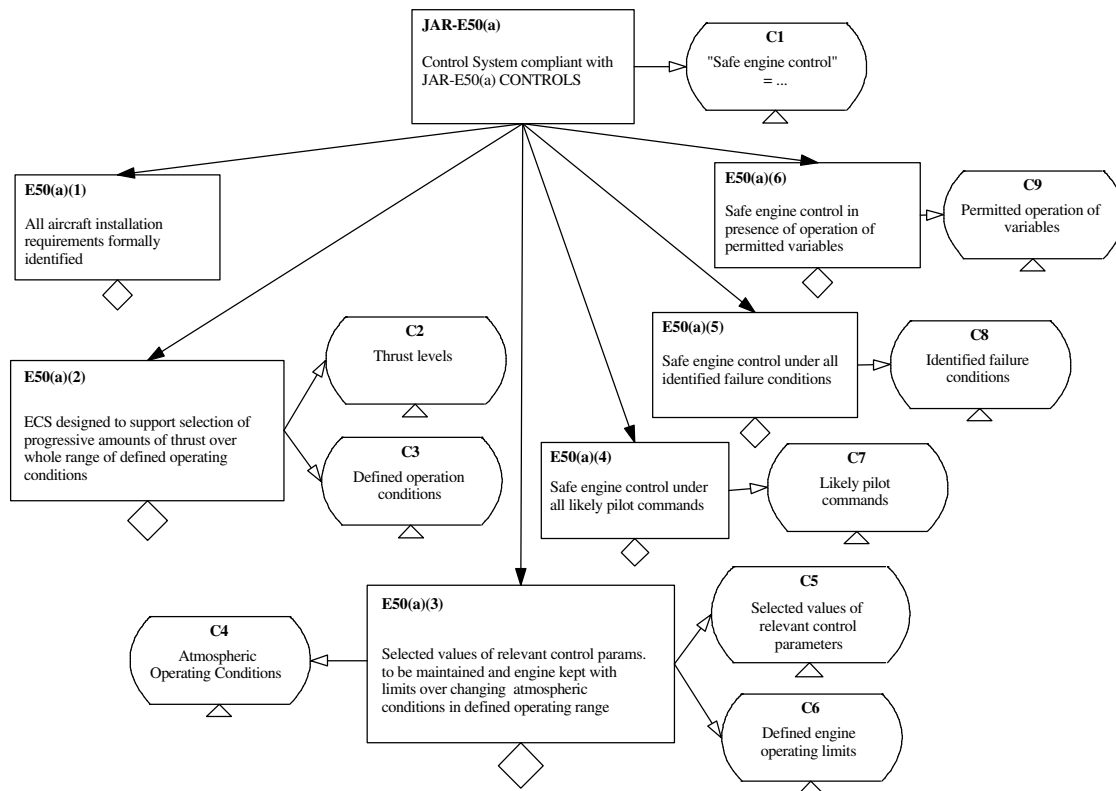 JAR-E50(a)
Control System compliant with
JAR-E50(a) CONTROLS
C1
"Safe engine control"
= ...
E50(a)(1)
All aircraft installation
requirements formally
identified
E50(a)(6)
Safe engine control in
presence of operation of
permitted variables
C9
Permitted operation of
variables
E50(a)(2)
ECS designed to support selection of
progressive amounts of thrust over
whole range of defined operating
conditions
C2
Thrust levels
C3
Defined operation
conditions
E50(a)(5)
Safe engine control under all
identified failure conditions
C8
Identified failure
conditions
E50(a)(4)
Safe engine control under
all likely pilot commands
C7
Likely pilot
commands
E50(a)(3)
Selected values of relevant control params.
to be maintained and engine kept with
limits over changing atmospheric
conditions in defined operating range
C4
Atmospheric
Operating Conditions
C5
Selected values of
relevant control
parameters
C6
Defined engine
operating limits